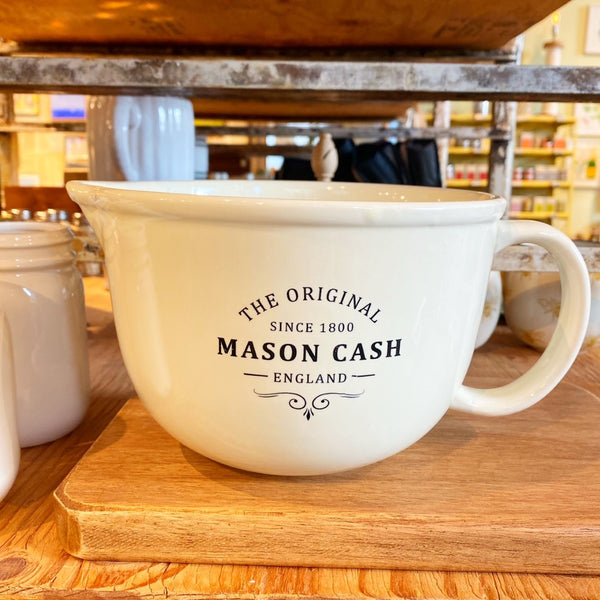 THE ORIGINAL
SINCE 1800
MASON CASH
ENGLAND